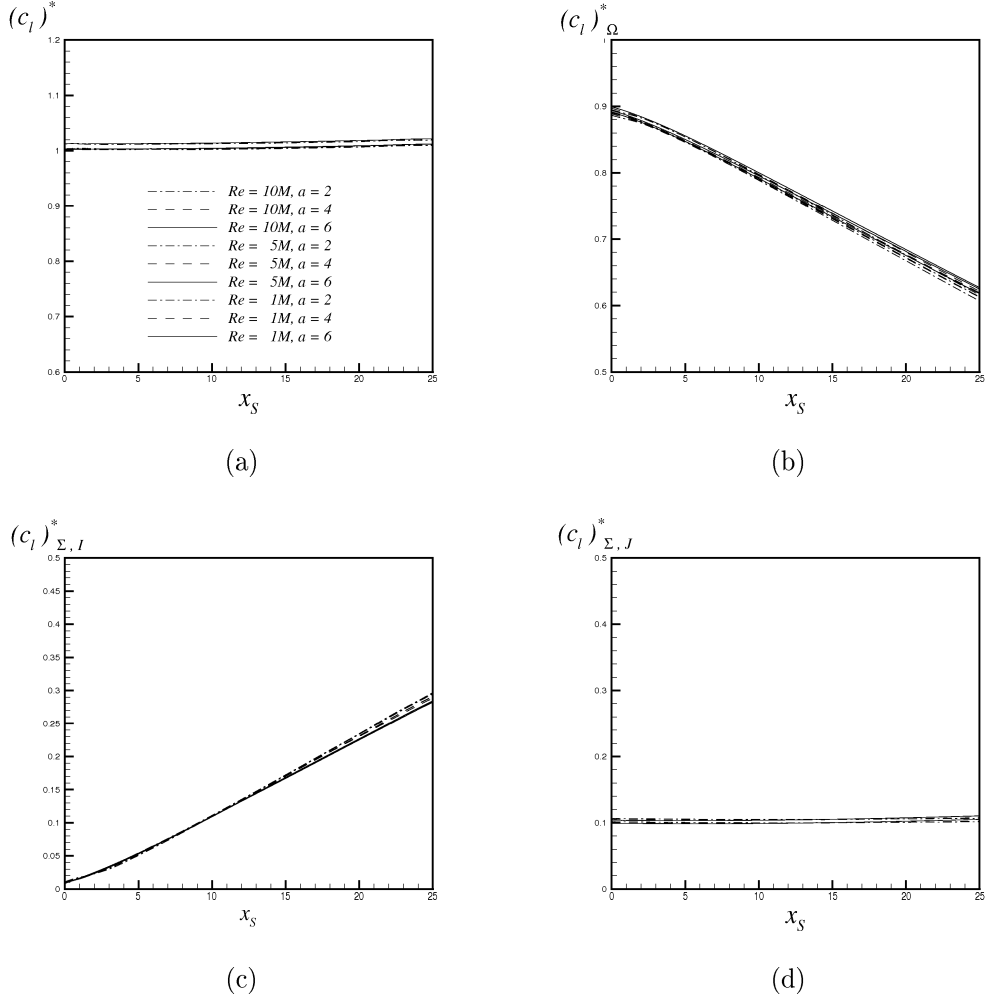 (c_l)^*
1.2
1.1
1
0.9
0.8
0.7
0.6
0 5 10 15 20 25
x_S
Re = 10M, a = 2
Re = 10M, a = 4
Re = 10M, a = 6
Re = 5M, a = 2
Re = 5M, a = 4
Re = 5M, a = 6
Re = 1M, a = 2
Re = 1M, a = 4
Re = 1M, a = 6
(a)
(c_l)^*_Ω
1
0.9
0.8
0.7
0.6
0.5
0 5 10 15 20 25
x_S
(b)
(c_l)^*_{Σ, I}
0.5
0.45
0.4
0.35
0.3
0.25
0.2
0.15
0.1
0.05
0
0 5 10 15 20 25
x_S
(c)
(c_l)^*_{Σ, J}
0.5
0.4
0.3
0.2
0.1
0
0 5 10 15 20 25
x_S
(d)